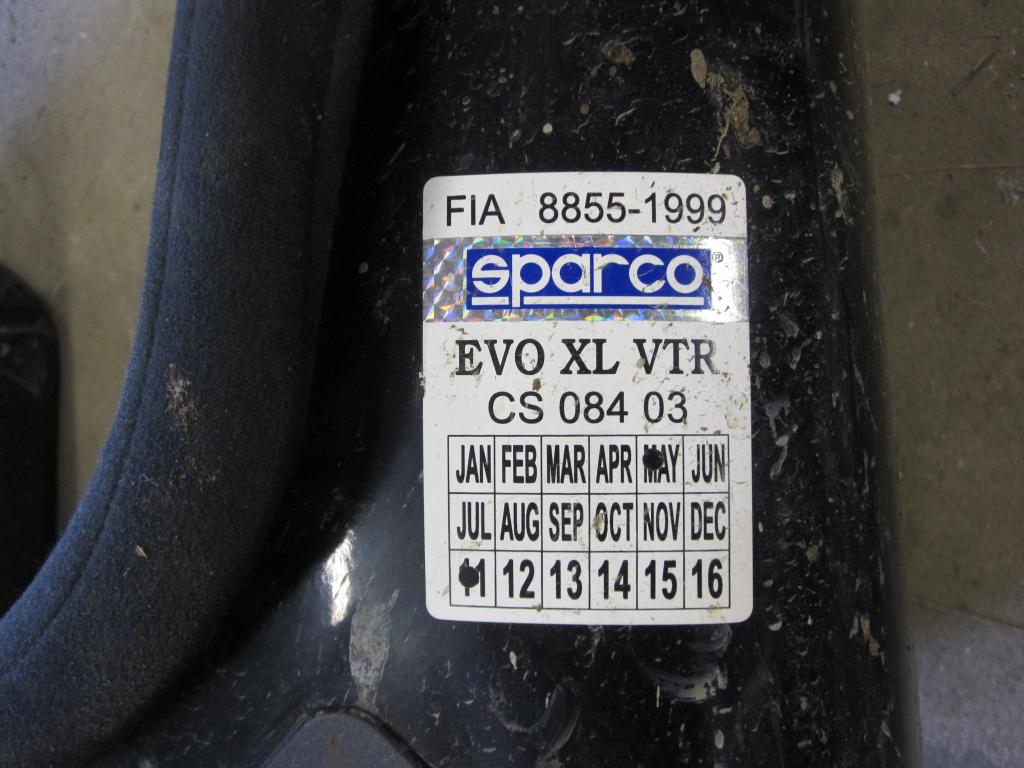 FIA 8855-1999
sparco®
EVO XL VTR
CS 084 03
JAN FEB MAR APR MAY JUN
JUL AUG SEP OCT NOV DEC
11 12 13 14 15 16